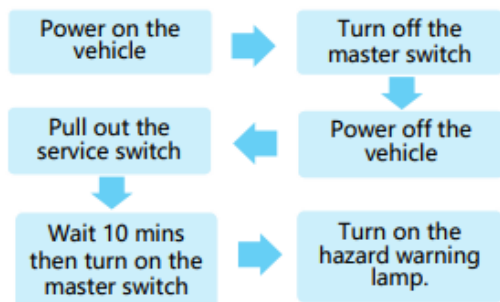 Power on the
vehicle
Turn off the
master switch
Power off the
vehicle
Pull out the
service switch
Wait 10 mins
then turn on the
master switch
Turn on the
hazard warning
lamp.